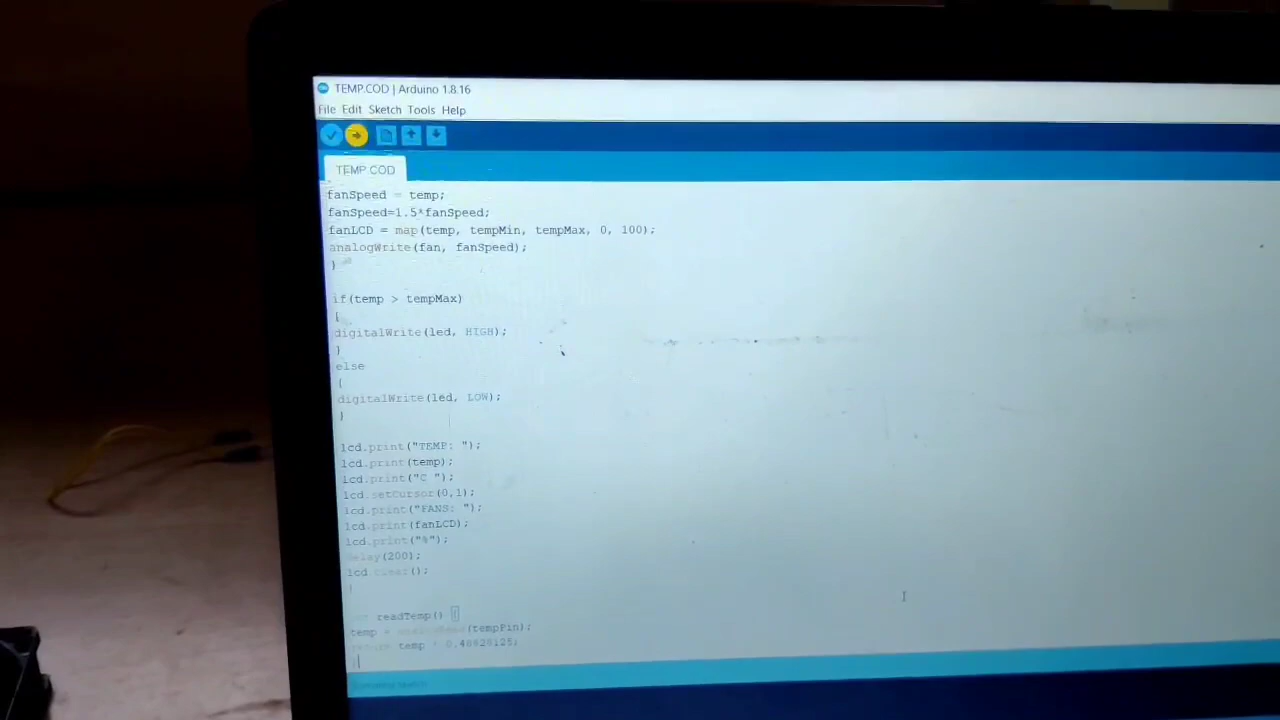 TEMP.COD | Arduino 1.8.16
File Edit Sketch Tools Help
TEMP.COD
fanSpeed = temp;
fanSpeed=1.5*fanSpeed;
fanLCD = map(temp, tempMin, tempMax, 0, 100);
analogWrite(fan, fanSpeed);
}
if(temp > tempMax)
{
digitalWrite(led, HIGH);
}
else
{
digitalWrite(led, LOW);
}
lcd.print("TEMP: ");
lcd.print(temp);
lcd.print("C ");
lcd.setCursor(0,1);
lcd.print("FANS: ");
lcd.print(fanLCD);
lcd.print("%");
delay(200);
lcd.clear();
}
readTemp() {
temp = analogRead(tempPin);
return temp * 0.48828125;
}